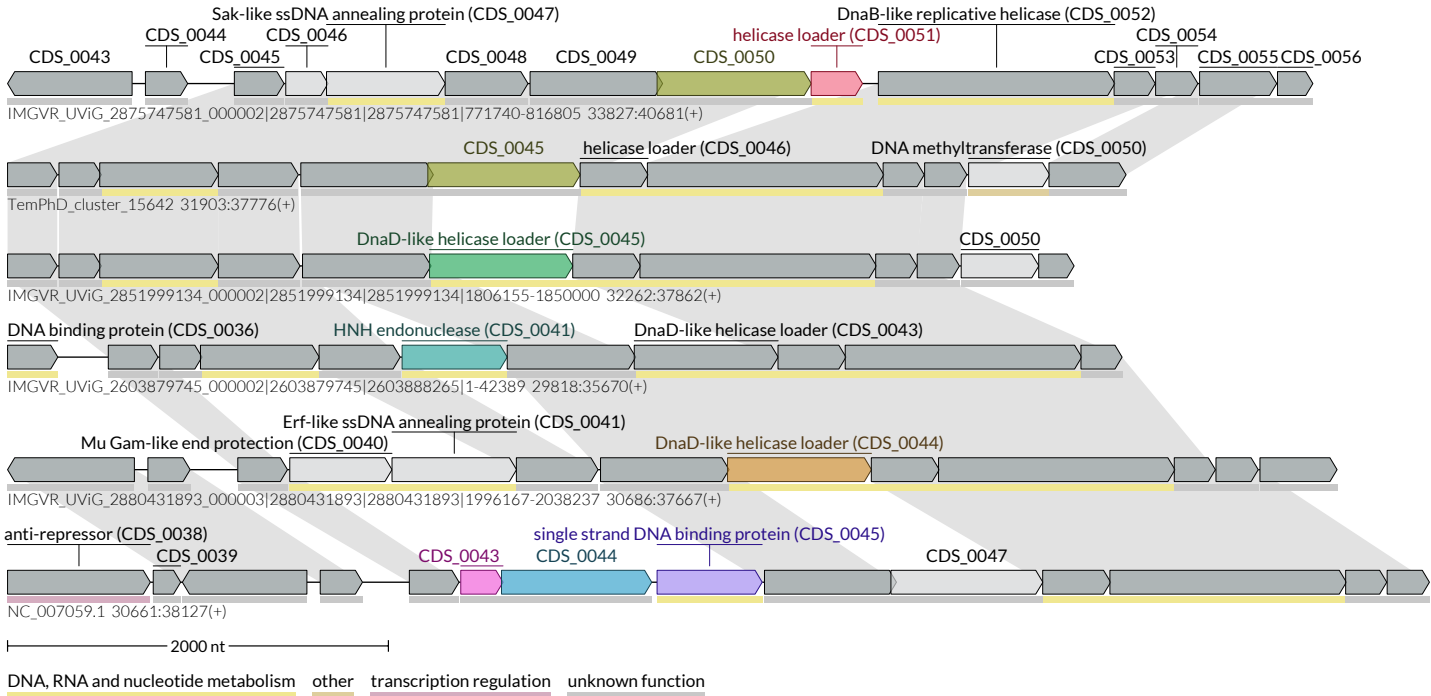 Sak-like ssDNA annealing protein (CDS_0047)
DnaB-like replicative helicase (CDS_0052)
CDS_0044 CDS_0046 helicase loader (CDS_0051) CDS_0054
CDS_0043 CDS_0045 CDS_0048 CDS_0049 CDS_0050 CDS_0053 CDS_0055 CDS_0056
IMGVR_UViG_2875747581_000002|2875747581|2875747581|771740-816805 33827:40681(+)
CDS_0045 helicase loader (CDS_0046) DNA methyltransferase (CDS_0050)
TemPhD_cluster_15642 31903:37776(+)
DnaD-like helicase loader (CDS_0045) CDS_0050
IMGVR_UViG_2851999134_000002|2851999134|2851999134|1806155-1850000 32262:37862(+)
DNA binding protein (CDS_0036) HNH endonuclease (CDS_0041) DnaD-like helicase loader (CDS_0043)
IMGVR_UViG_2603879745_000002|2603879745|2603888265|1-42389 29818:35670(+)
Erf-like ssDNA annealing protein (CDS_0041)
Mu Gam-like end protection (CDS_0040) DnaD-like helicase loader (CDS_0044)
IMGVR_UViG_2880431893_000003|2880431893|2880431893|1996167-2038237 30686:37667(+)
anti-repressor (CDS_0038) single strand DNA binding protein (CDS_0045)
CDS_0039 CDS_0043 CDS_0044 CDS_0047
NC_007059.1 30661:38127(+)
2000 nt
DNA, RNA and nucleotide metabolism other transcription regulation unknown function